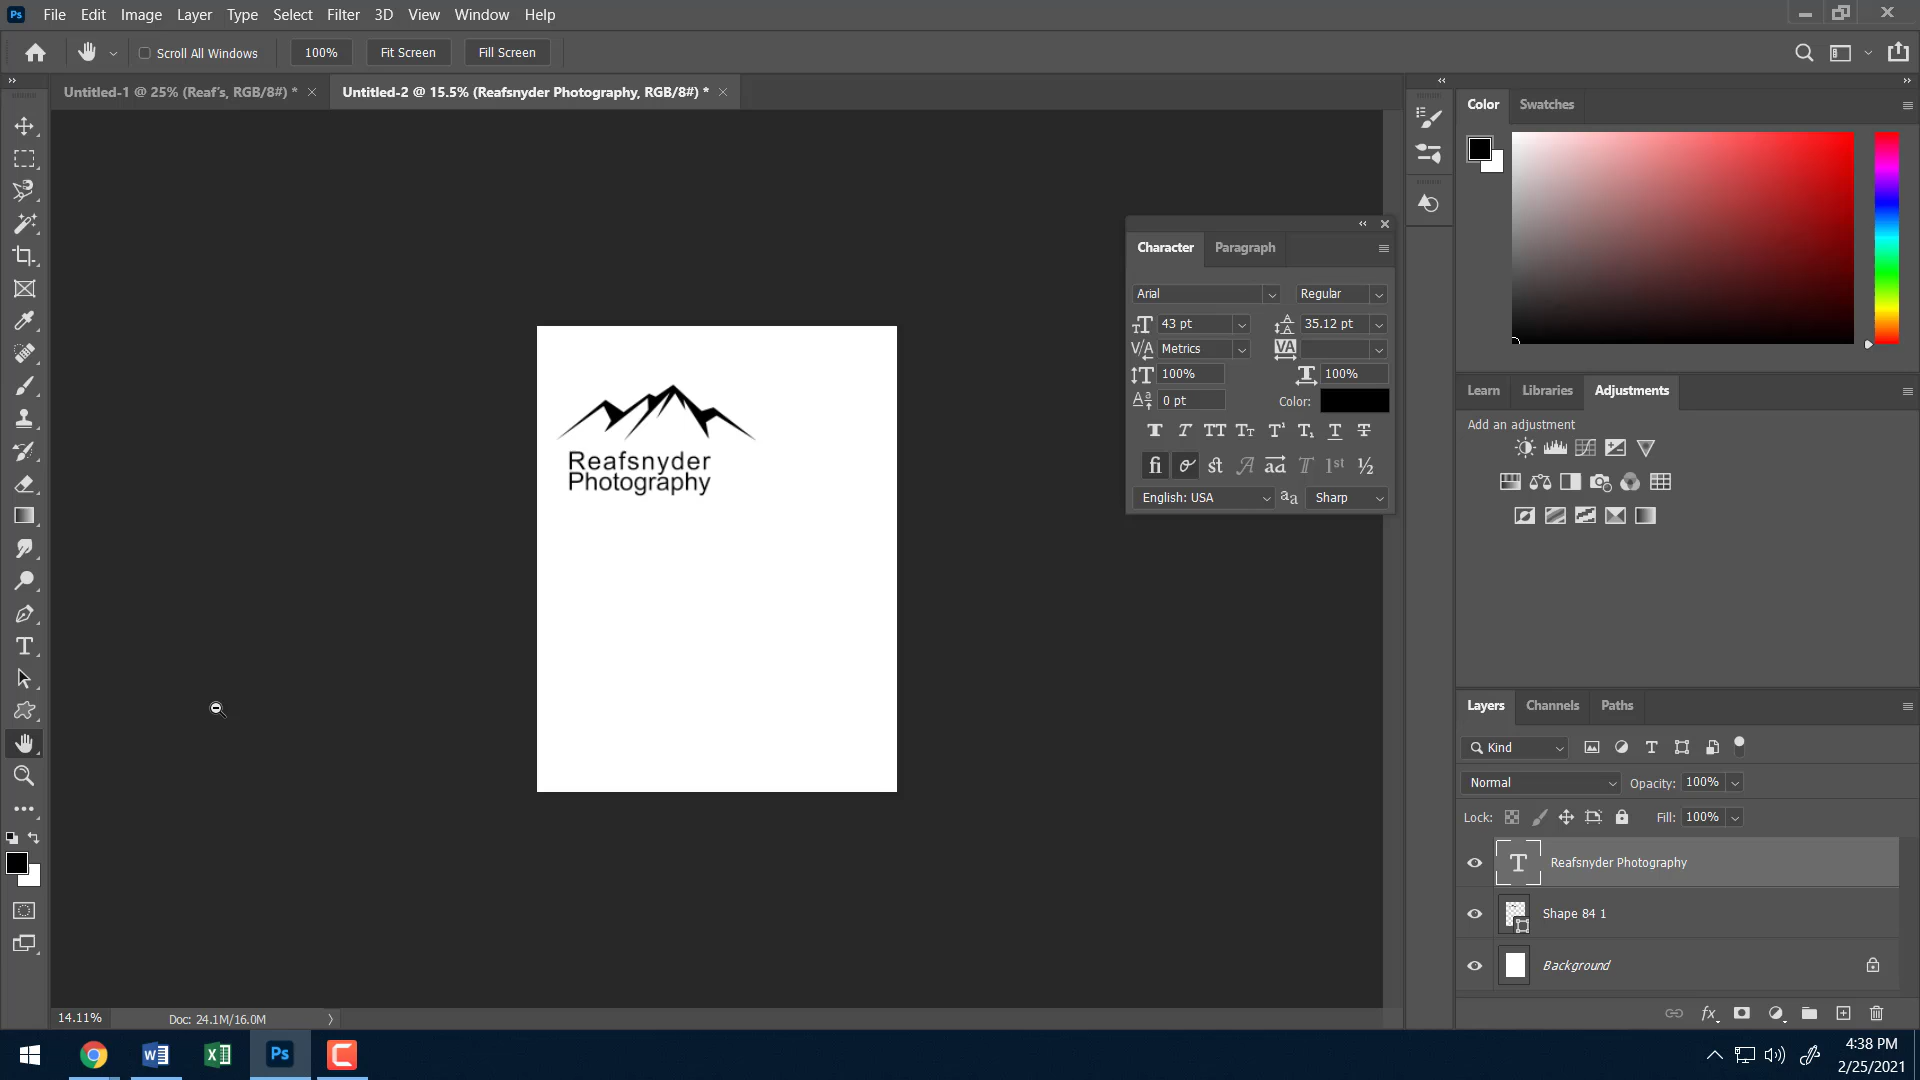 Ps File Edit Image Layer Type Select Filter 3D View Window Help
Scroll All Windows 100% Fit Screen Fill Screen
Untitled-1 @ 25% (Reaf's, RGB/8#) * Untitled-2 @ 15.5% (Reafsnyder Photography, RGB/8#) *
Color Swatches
Character Paragraph
Arial Regular
43 pt 35.12 pt
Metrics
100% 100%
0 pt Color:
English: USA Sharp
Reafsnyder
Photography
Learn Libraries Adjustments
Add an adjustment
Layers Channels Paths
Kind
Normal Opacity: 100%
Lock: Fill: 100%
Reafsnyder Photography
Shape 84 1
Background
14.11% Doc: 24.1M/16.0M
Ps
4:38 PM
2/25/2021